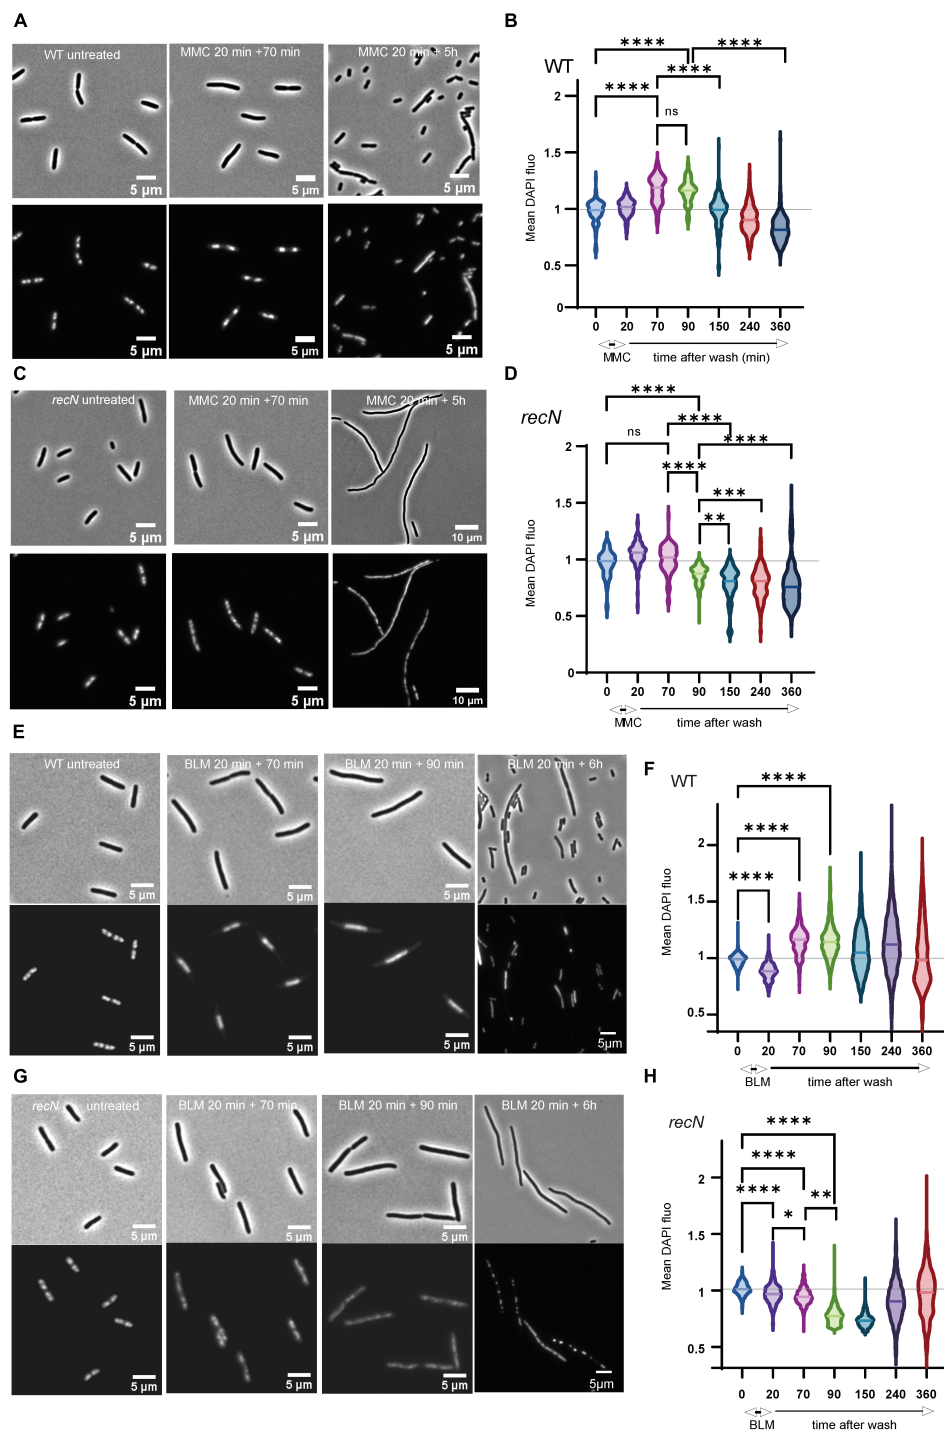 A
WT untreated
MMC 20 min +70 min
MMC 20 min + 5h
5 µm
5 µm
5 µm
5 µm
5 µm
5 µm
B
WT
****
****
****
****
ns
Mean DAPI fluo
2
1.5
1
0.5
0
0 20 70 90 150 240 360
MMC time after wash (min)
C
recN untreated
MMC 20 min +70 min
MMC 20 min + 5h
5 µm
5 µm
10 µm
5 µm
5 µm
10 µm
D
recN
****
ns
****
****
****
***
**
Mean DAPI fluo
2
1.5
1
0.5
0
0 20 70 90 150 240 360
MMC time after wash
E
WT untreated
BLM 20 min + 70 min
BLM 20 min + 90 min
BLM 20 min + 6h
5 µm
5 µm
5 µm
5 µm
5 µm
5 µm
5 µm
5µm
F
WT
****
****
****
Mean DAPI fluo
2
1.5
1
0.5
0 20 70 90 150 240 360
BLM time after wash
G
recN untreated
BLM 20 min + 70 min
BLM 20 min + 90 min
BLM 20 min + 6h
5 µm
5 µm
5 µm
5 µm
5 µm
5 µm
5 µm
5µm
H
recN
****
****
****
**
*
Mean DAPI fluo
2
1.5
1
0.5
0 20 70 90 150 240 360
BLM time after wash